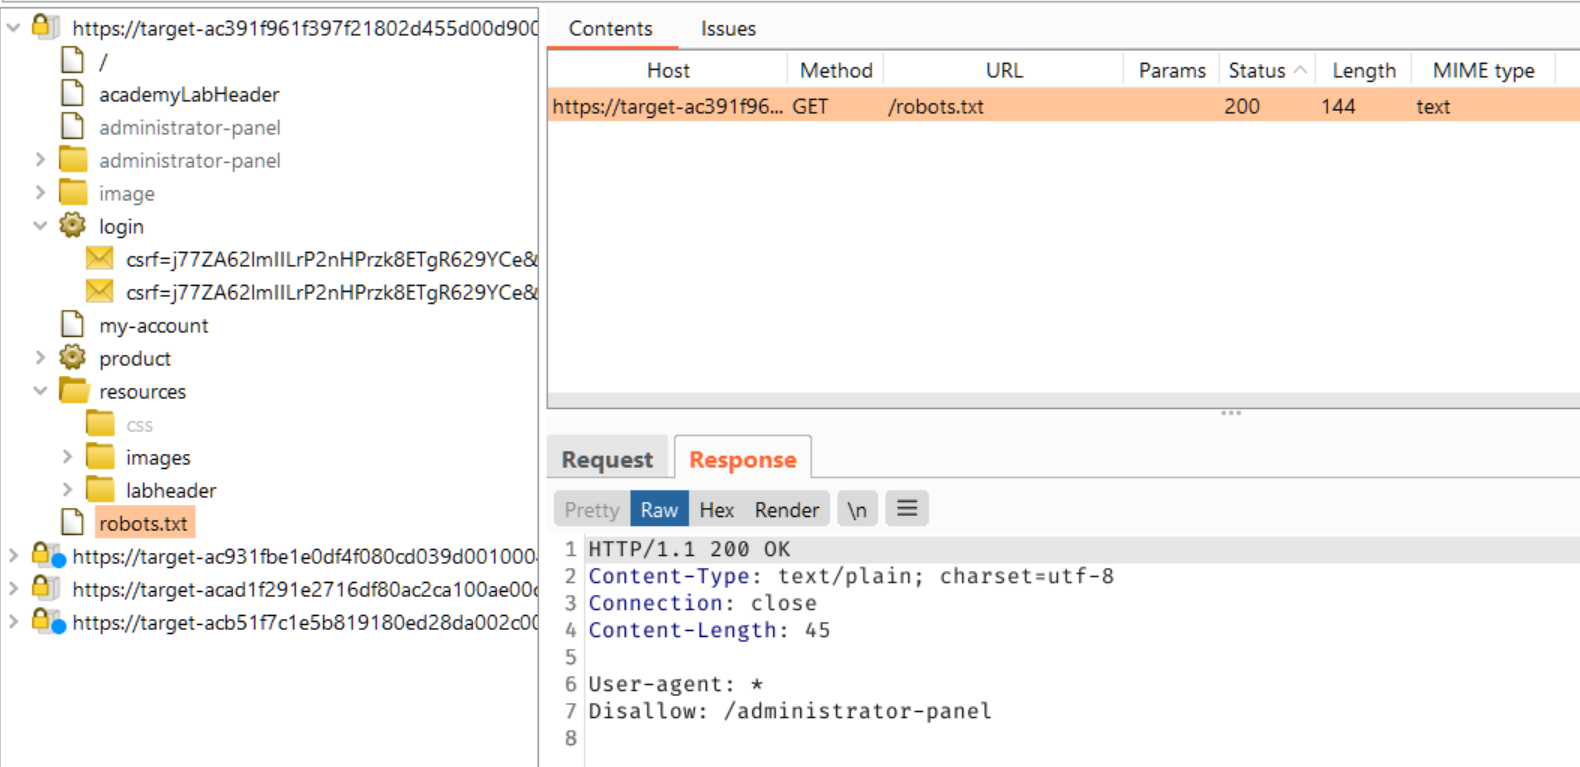 https://target-ac391f961f397f21802d455d00d900
/
academyLabHeader
administrator-panel
administrator-panel
image
login
csrf=j77ZA62lmIILrP2nHPrzk8ETgR629YCe&
csrf=j77ZA62lmIILrP2nHPrzk8ETgR629YCe&
my-account
product
resources
css
images
labheader
robots.txt
https://target-ac931fbe1e0df4f080cd039d001000
https://target-acad1f291e2716df80ac2ca100ae00
https://target-acb51f7c1e5b819180ed28da002c00
Contents Issues
Host Method URL Params Status Length MIME type
https://target-ac391f96... GET /robots.txt 200 144 text
Request Response
Pretty Raw Hex Render \n
1 HTTP/1.1 200 OK
2 Content-Type: text/plain; charset=utf-8
3 Connection: close
4 Content-Length: 45
5
6 User-agent: *
7 Disallow: /administrator-panel
8